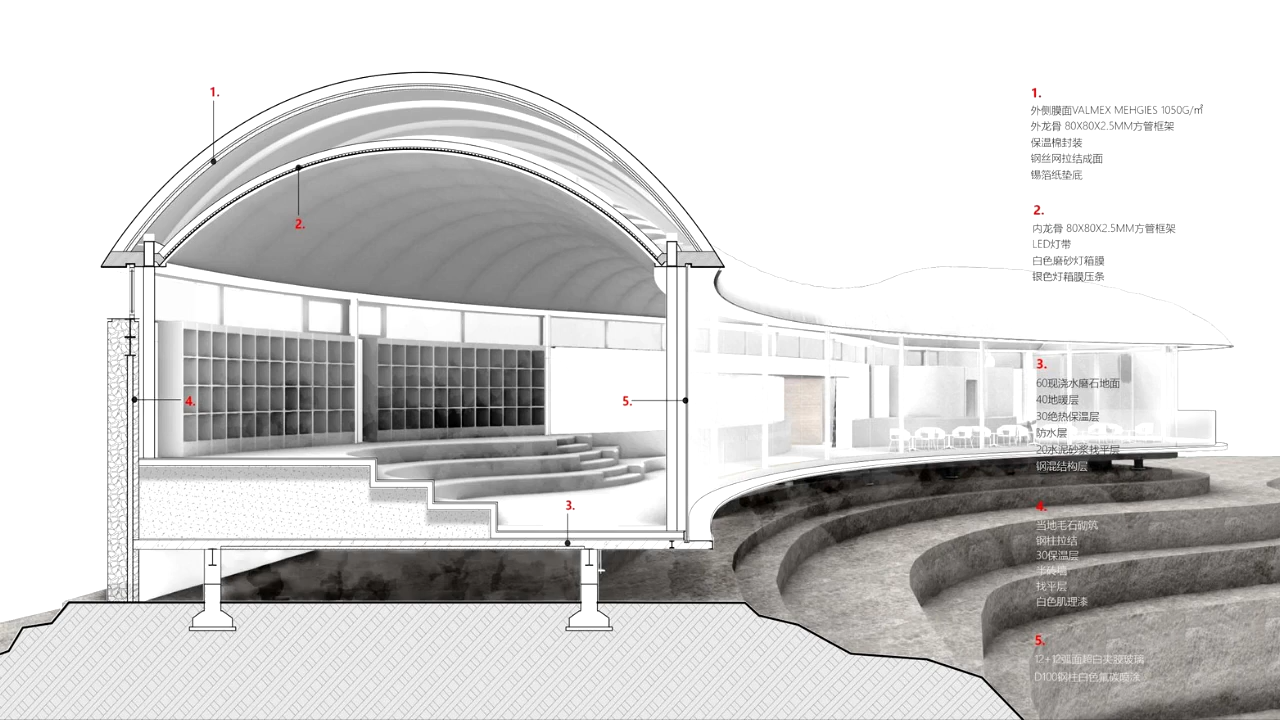 1.
2.
4.
5.
3.
1.
外侧膜面VALMEX MEHGIES 1050G/㎡
外龙骨 80X80X2.5MM方管框架
保温棉封装
钢丝网拉结成面
锡箔纸垫底
2.
内龙骨 80X80X2.5MM方管框架
LED灯带
白色磨砂灯箱膜
银色灯箱膜压条
3.
60现浇水磨石地面
40地暖层
30绝热保温层
防水层
20水泥砂浆找平层
钢混结构层
4.
当地毛石砌筑
钢柱拉结
30保温层
半砖墙
找平层
白色肌理漆
5.
12+12弧面超白夹胶玻璃
D100钢柱白色氟碳喷涂